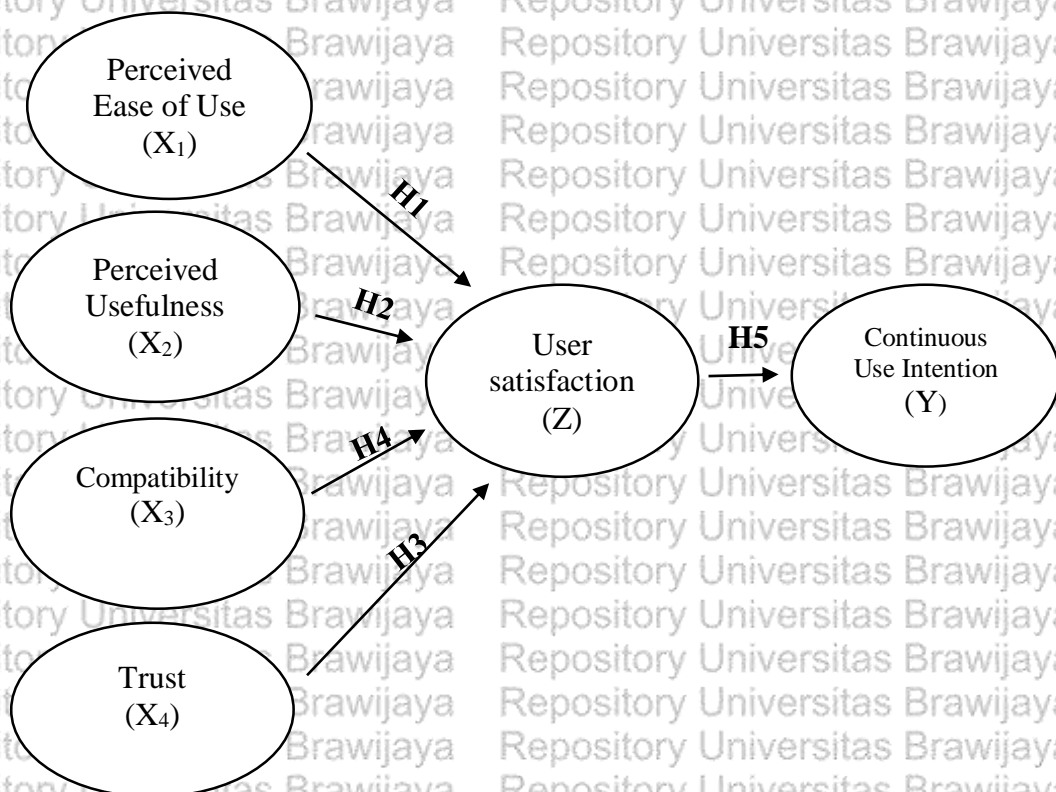 Perceived
Ease of Use
(X₁)
H1
Perceived
Usefulness
(X₂)
H2
User
satisfaction
(Z)
H5
Continuous
Use Intention
(Y)
Compatibility
(X₃)
H4
H3
Trust
(X₄)
Repository Universitas Brawijaya